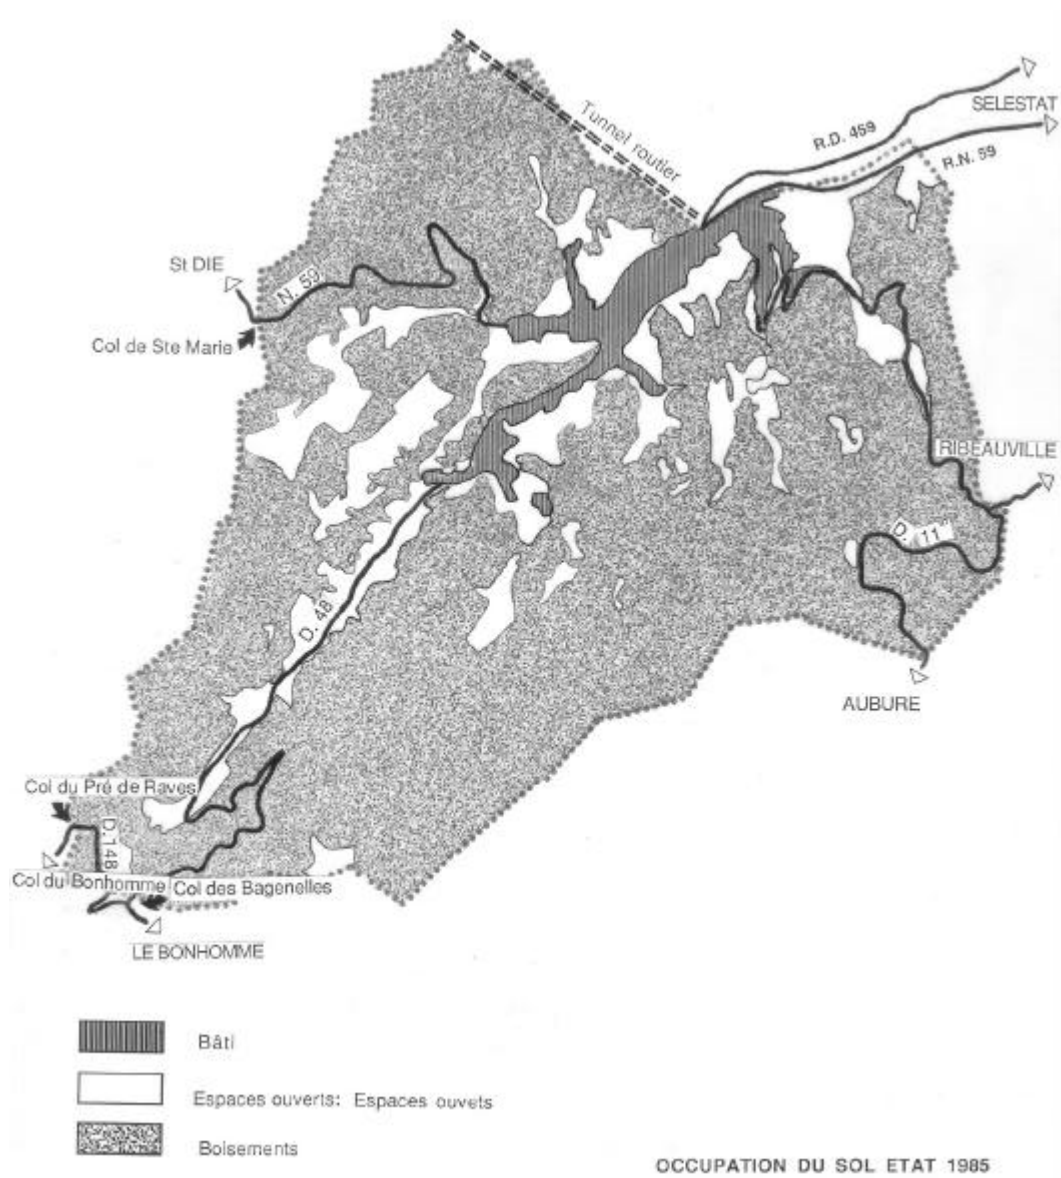 Tunnel routier
SELESTAT
R.D. 459
R.N. 59
St DIE
N. 59
Col de Ste Marie
RIBEAUVILLE
D. 11"
D. 48
AUBURE
Col du Pré de Raves
D.148
Col du Bonhomme
Col des Bagenelles
LE BONHOMME
Bâti
Espaces ouverts: Espaces ouvets
Boisements
OCCUPATION DU SOL ETAT 1985